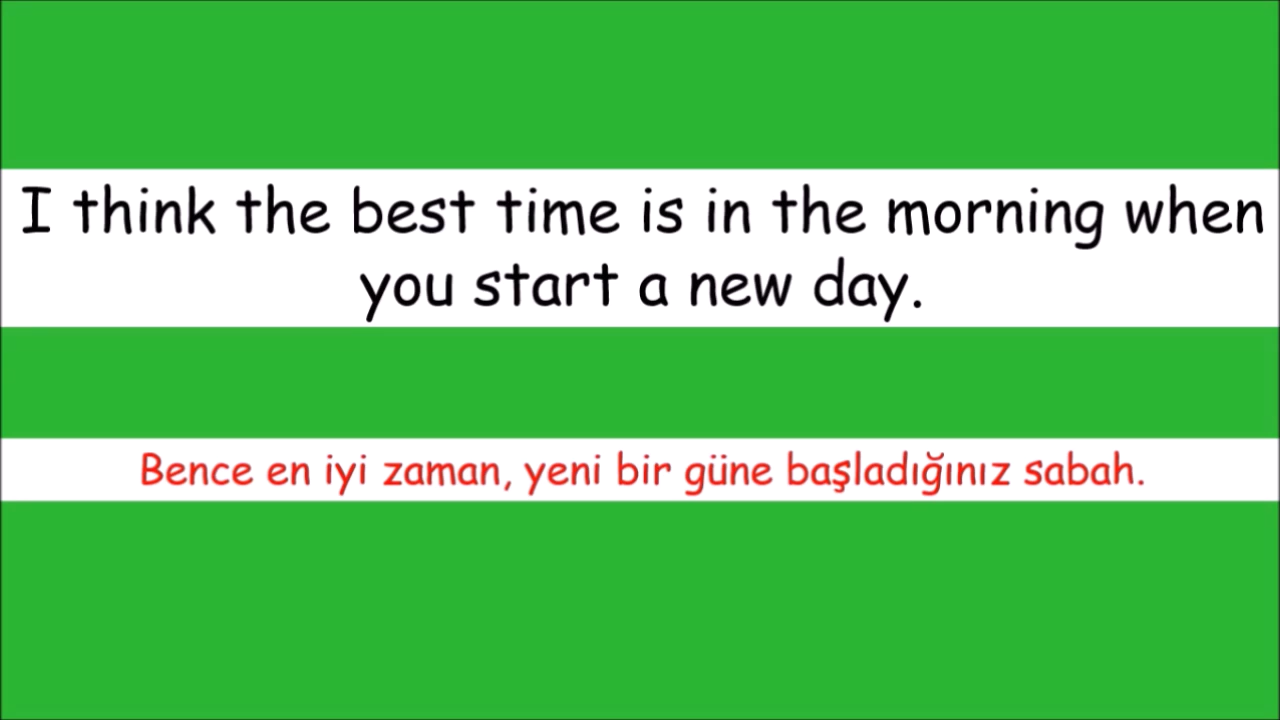 I think the best time is in the morning when
you start a new day.
Bence en iyi zaman, yeni bir güne başladığınız sabah.